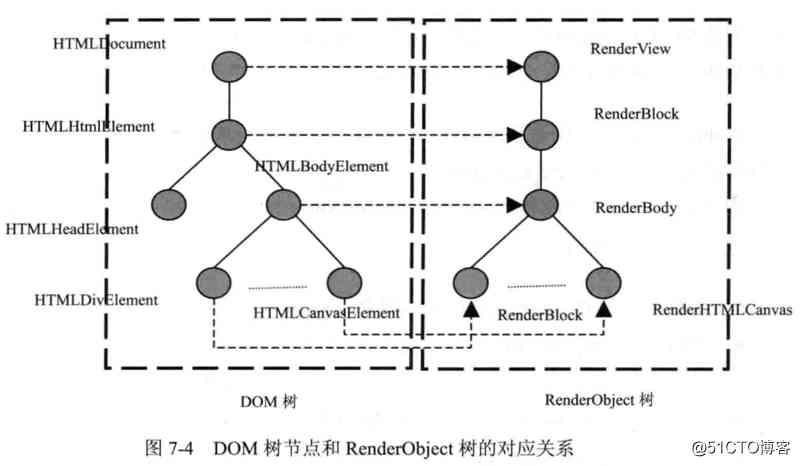 HTMLDocument
RenderView
RenderBlock
HTMLHtmlElement
HTMLBodyElement
RenderBody
HTMLHeadElement
HTMLDivElement
HTMLCanvasElement
RenderBlock
RenderHTMLCanvas
DOM 树
RenderObject 树
图 7-4 DOM 树节点和 RenderObject 树的对应关系
@51CTO博客